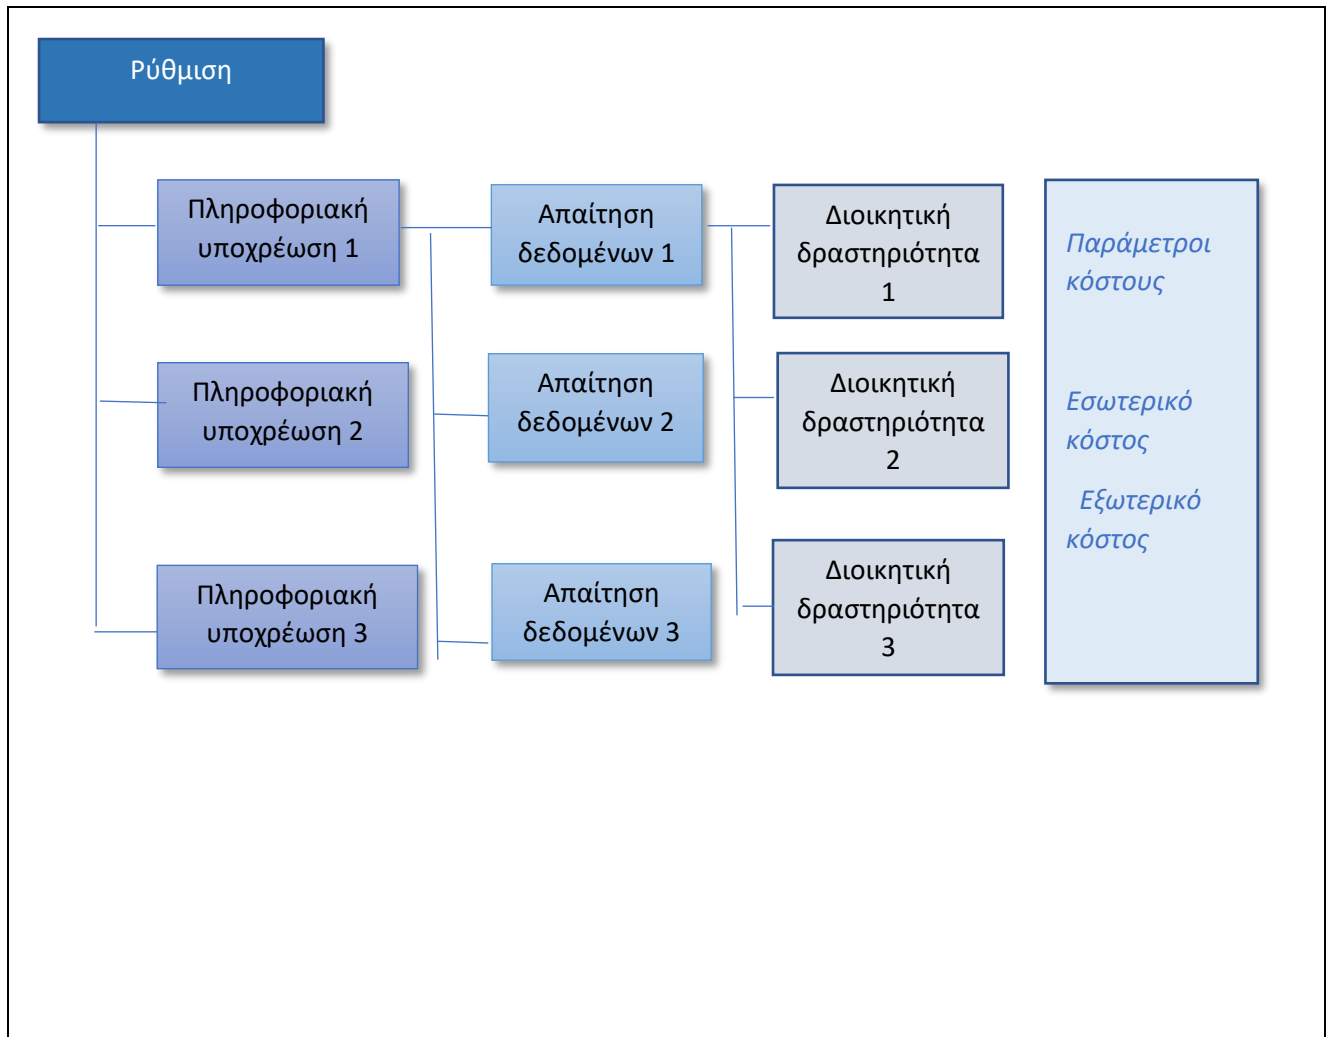 Ρύθμιση
Πληροφοριακή
υποχρέωση 1
Απαίτηση
δεδομένων 1
Διοικητική
δραστηριότητα
1
Παράμετροι
κόστους
Πληροφοριακή
υποχρέωση 2
Απαίτηση
δεδομένων 2
Διοικητική
δραστηριότητα
2
Εσωτερικό
κόστος
Εξωτερικό
κόστος
Πληροφοριακή
υποχρέωση 3
Απαίτηση
δεδομένων 3
Διοικητική
δραστηριότητα
3